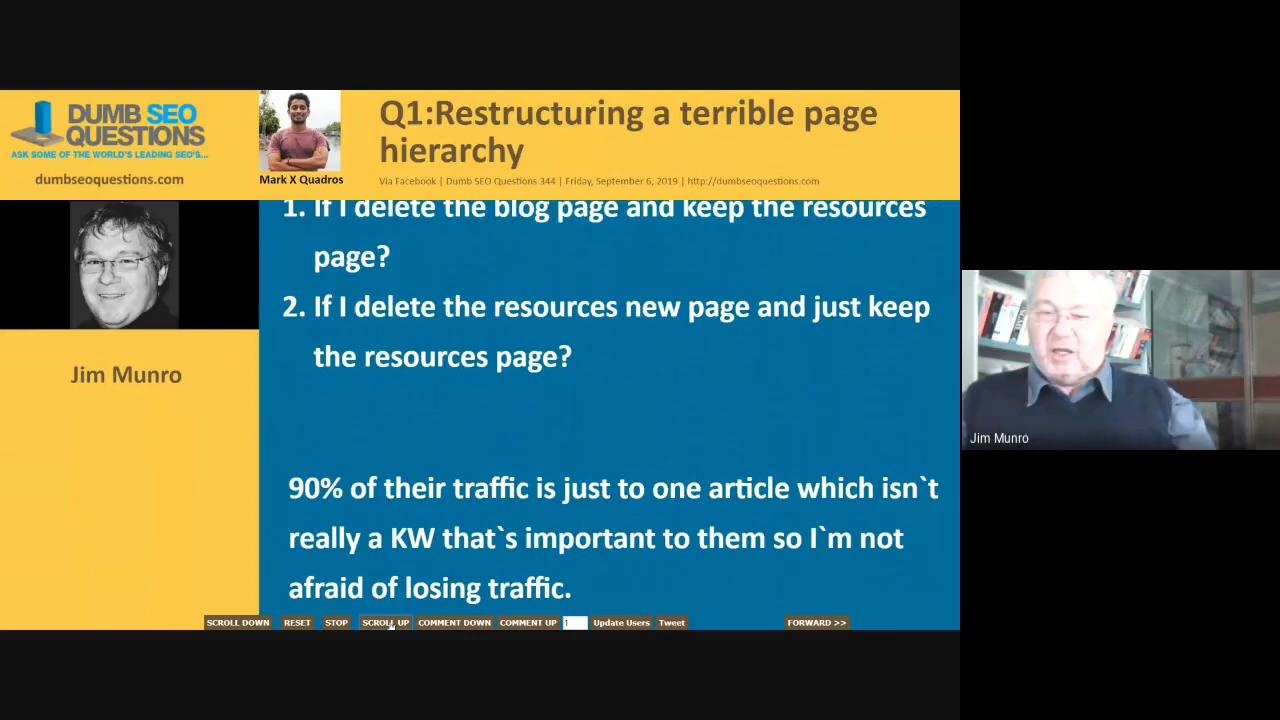 DUMB SEO
QUESTIONS
ASK SOME OF THE WORLD'S LEADING SEO'S...
dumbseoquestions.com
Mark X Quadros
Q1:Restructuring a terrible page
hierarchy
Via Facebook | Dumb SEO Questions 344 | Friday, September 6, 2019 | http://dumbseoquestions.com
Jim Munro
1. If I delete the blog page and keep the resources
page?
2. If I delete the resources new page and just keep
the resources page?
90% of their traffic is just to one article which isn`t
really a KW that`s important to them so I`m not
afraid of losing traffic.
SCROLL DOWN RESET STOP SCROLL UP COMMENT DOWN COMMENT UP 1 Update Users Tweet FORWARD >>
Jim Munro